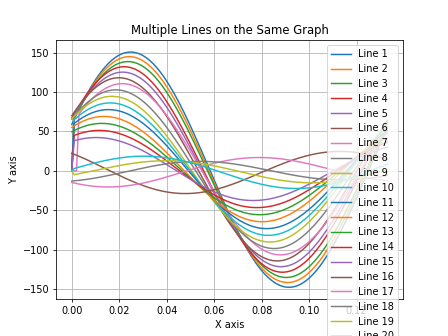 Multiple Lines on the Same Graph
Y axis
150
100
50
0
−50
−100
−150
0.00
0.02
0.04
0.06
0.08
0.10
X axis
Line 1
Line 2
Line 3
Line 4
Line 5
Line 6
Line 7
Line 8
Line 9
Line 10
Line 11
Line 12
Line 13
Line 14
Line 15
Line 16
Line 17
Line 18
Line 19
Line 20